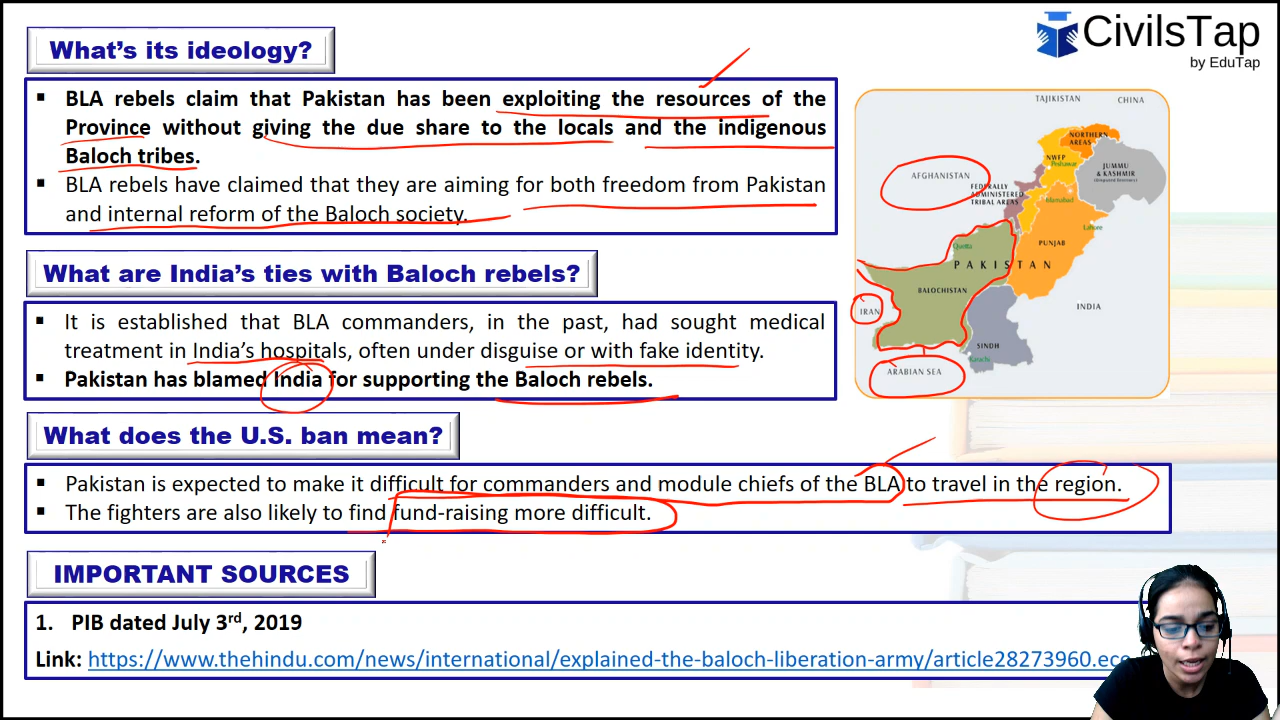 CivilsTap
by EduTap
What's its ideology?
▪ BLA rebels claim that Pakistan has been exploiting the resources of the
Province without giving the due share to the locals and the indigenous
Baloch tribes.
▪ BLA rebels have claimed that they are aiming for both freedom from Pakistan
and internal reform of the Baloch society.
TAJIKISTAN
CHINA
NORTHERN
AREAS
NWFP
Peshawar
JUMMU
& KASHMIR
AFGHANISTAN
FEDERALLY
ADMINISTERED
TRIBAL AREAS
Islamabad
Lahore
PUNJAB
Quetta
PAKISTAN
BALOCHISTAN
IRAN
INDIA
SINDH
Karachi
ARABIAN SEA
What are India's ties with Baloch rebels?
▪ It is established that BLA commanders, in the past, had sought medical
treatment in India's hospitals, often under disguise or with fake identity.
▪ Pakistan has blamed India for supporting the Baloch rebels.
What does the U.S. ban mean?
▪ Pakistan is expected to make it difficult for commanders and module chiefs of the BLA to travel in the region.
▪ The fighters are also likely to find fund-raising more difficult.
IMPORTANT SOURCES
1. PIB dated July 3rd, 2019
Link: https://www.thehindu.com/news/international/explained-the-baloch-liberation-army/article28273960.ece